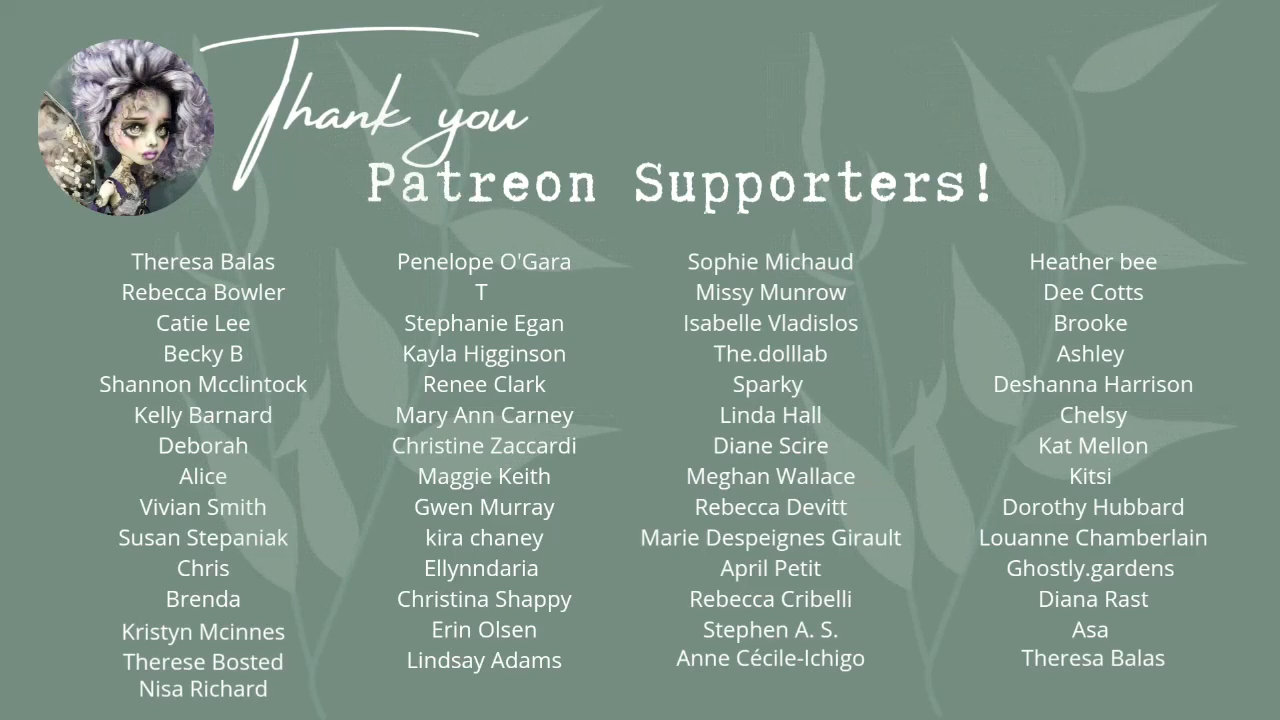 Thank you
Patreon Supporters!
Theresa Balas
Rebecca Bowler
Catie Lee
Becky B
Shannon Mcclintock
Kelly Barnard
Deborah
Alice
Vivian Smith
Susan Stepaniak
Chris
Brenda
Kristyn Mcinnes
Therese Bosted
Nisa Richard
Penelope O'Gara
T
Stephanie Egan
Kayla Higginson
Renee Clark
Mary Ann Carney
Christine Zaccardi
Maggie Keith
Gwen Murray
kira chaney
Ellynndaria
Christina Shappy
Erin Olsen
Lindsay Adams
Sophie Michaud
Missy Munrow
Isabelle Vladislos
The.dolllab
Sparky
Linda Hall
Diane Scire
Meghan Wallace
Rebecca Devitt
Marie Despeignes Girault
April Petit
Rebecca Cribelli
Stephen A. S.
Anne Cécile-Ichigo
Heather bee
Dee Cotts
Brooke
Ashley
Deshanna Harrison
Chelsy
Kat Mellon
Kitsi
Dorothy Hubbard
Louanne Chamberlain
Ghostly.gardens
Diana Rast
Asa
Theresa Balas